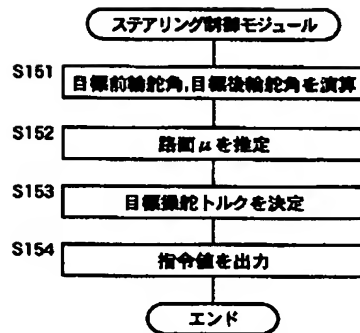 ステアリング制御モジュール
S151
目標前輪舵角,目標後輪舵角を演算
S152
路面μを推定
S153
目標操舵トルクを決定
S154
指令値を出力
エンド